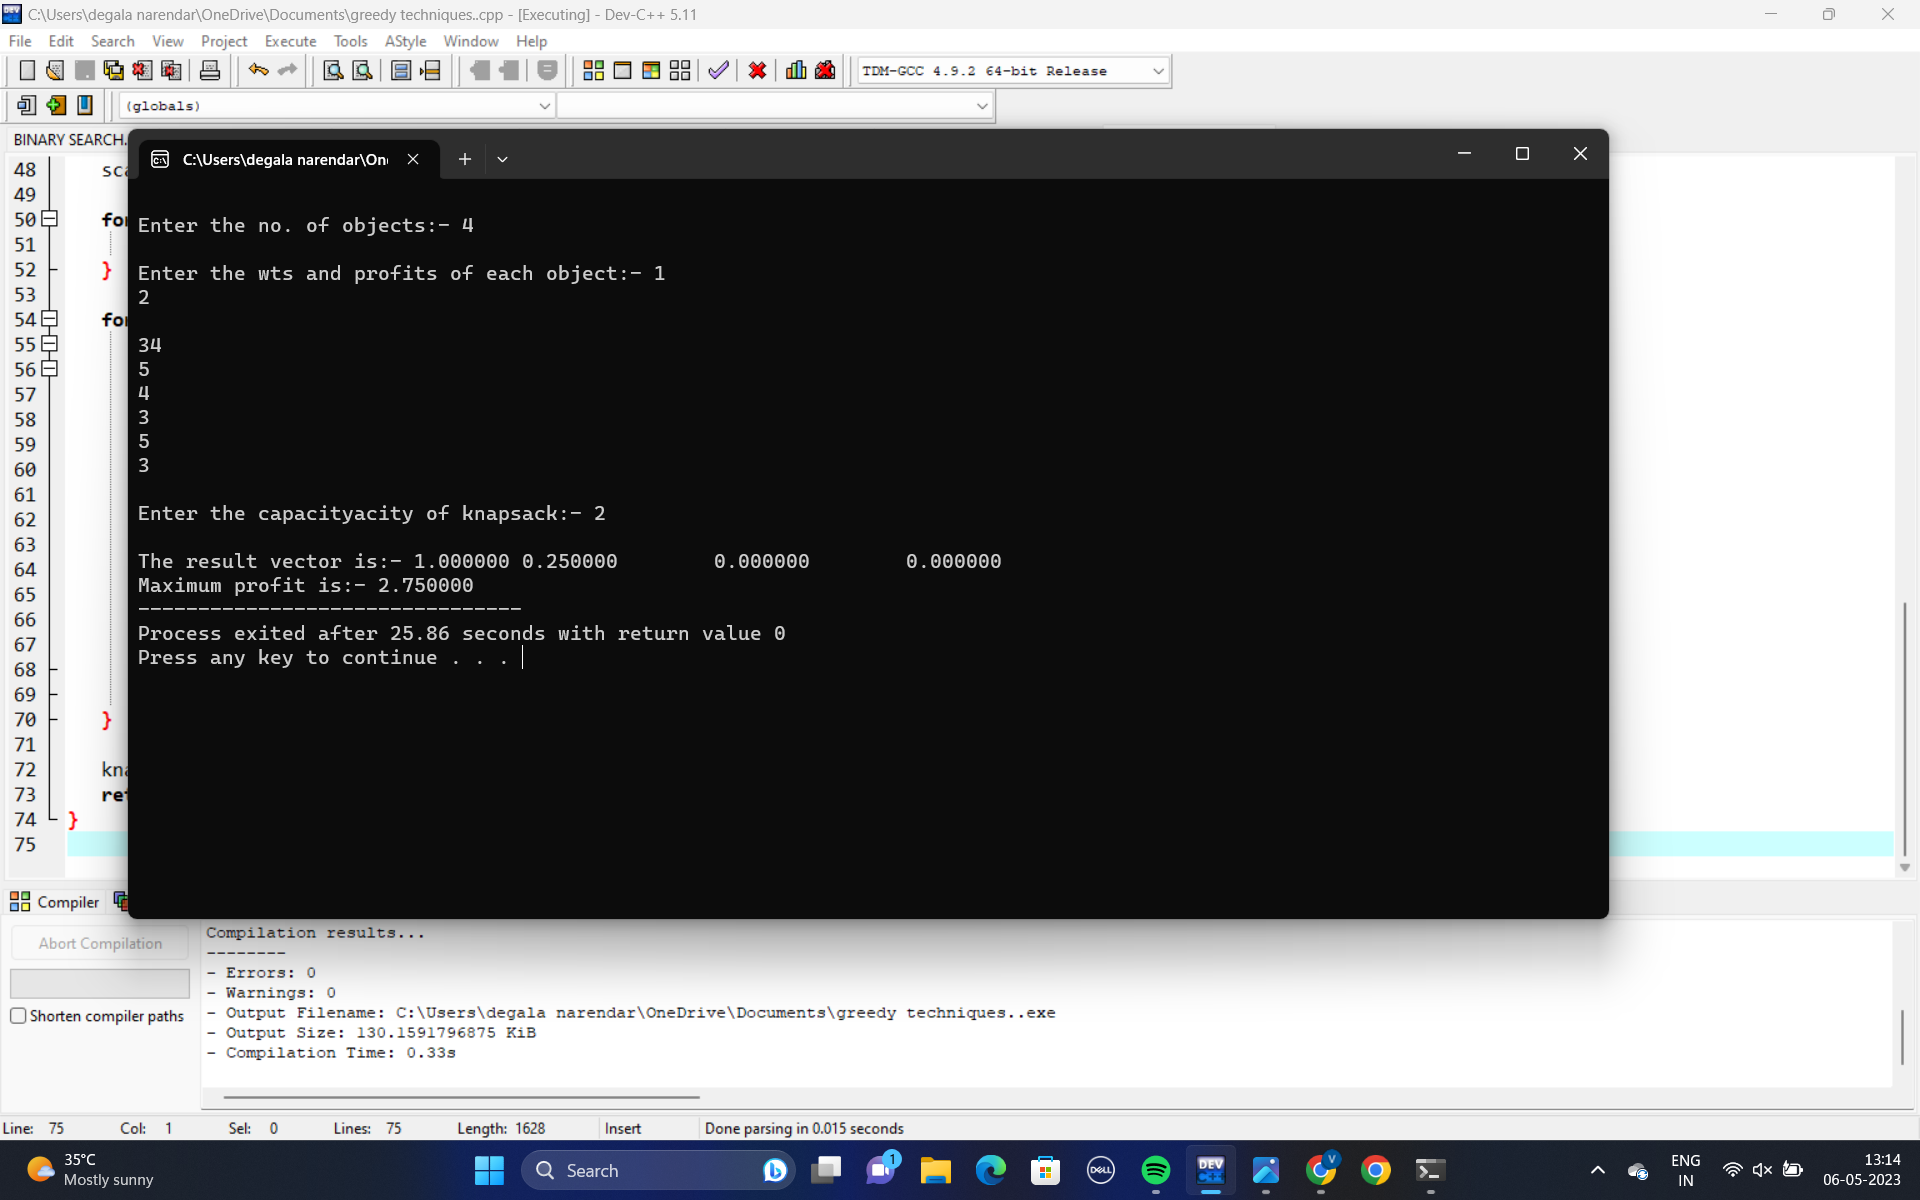 C:\Users\degala narendar\OneDrive\Documents\greedy techniques..cpp - [Executing] - Dev-C++ 5.11
File Edit Search View Project Execute Tools AStyle Window Help
TDM-GCC 4.9.2 64-bit Release
(globals)
BINARY SEARCH.
C:\Users\degala narendar\On
48 sca
49
50 for
51
52 }
53
54 for
55
56
57
58
59
60
61
62
63
64
65
66
67
68
69
70 }
71
72 kna
73 ret
74 }
75
Enter the no. of objects:- 4
Enter the wts and profits of each object:- 1
2
34
5
4
3
5
3
Enter the capacityacity of knapsack:- 2
The result vector is:- 1.000000 0.250000 0.000000 0.000000
Maximum profit is:- 2.750000
--------------------------------
Process exited after 25.86 seconds with return value 0
Press any key to continue . . .
Compiler
Abort Compilation
Shorten compiler paths
Compilation results...
--------
- Errors: 0
- Warnings: 0
- Output Filename: C:\Users\degala narendar\OneDrive\Documents\greedy techniques..exe
- Output Size: 130.1591796875 KiB
- Compilation Time: 0.33s
Line: 75 Col: 1 Sel: 0 Lines: 75 Length: 1628 Insert Done parsing in 0.015 seconds
35°C
Mostly sunny
Search
1
DELL
DEV
C++
V
ENG
IN
13:14
06-05-2023